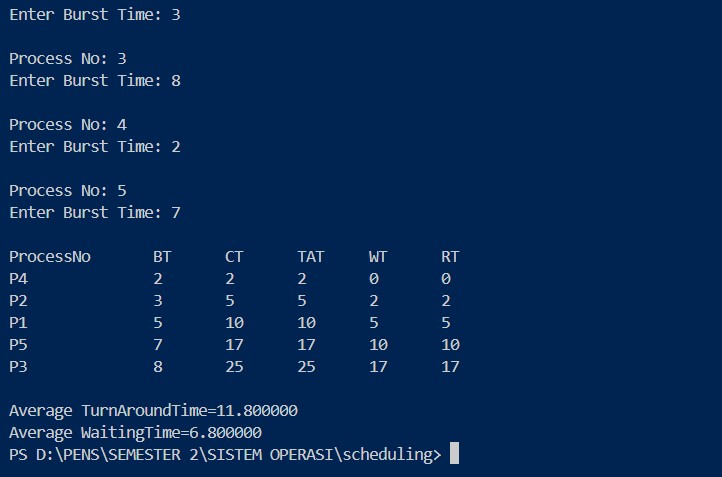 Enter Burst Time: 3
Process No: 3
Enter Burst Time: 8
Process No: 4
Enter Burst Time: 2
Process No: 5
Enter Burst Time: 7
ProcessNo BT CT TAT WT RT
P4 2 2 2 0 0
P2 3 5 5 2 2
P1 5 10 10 5 5
P5 7 17 17 10 10
P3 8 25 25 17 17
Average TurnAroundTime=11.800000
Average WaitingTime=6.800000
PS D:\PENS\SEMESTER 2\SISTEM OPERASI\scheduling>